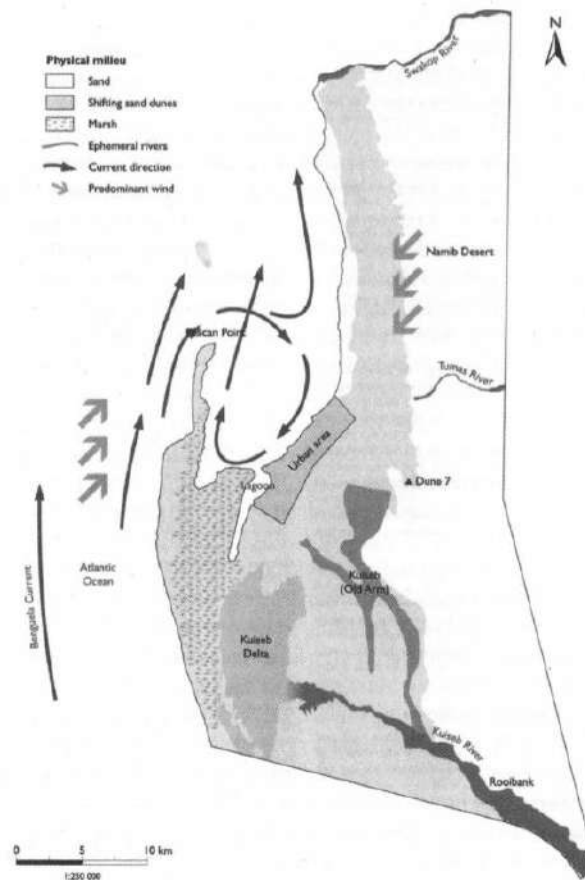 N
Physical milieu
Sand
Shifting sand dunes
Marsh
Ephemeral rivers
Current direction
Predominant wind
Swakop River
Namib Desert
Pelican Point
Tumas River
Urban area
Lagoon
Dune 7
Atlantic
Ocean
Benguela Current
Kuiseb
(Old Arm)
Kuiseb
Delta
Kuiseb River
Rooibank
0 5 10 km
1:250 000